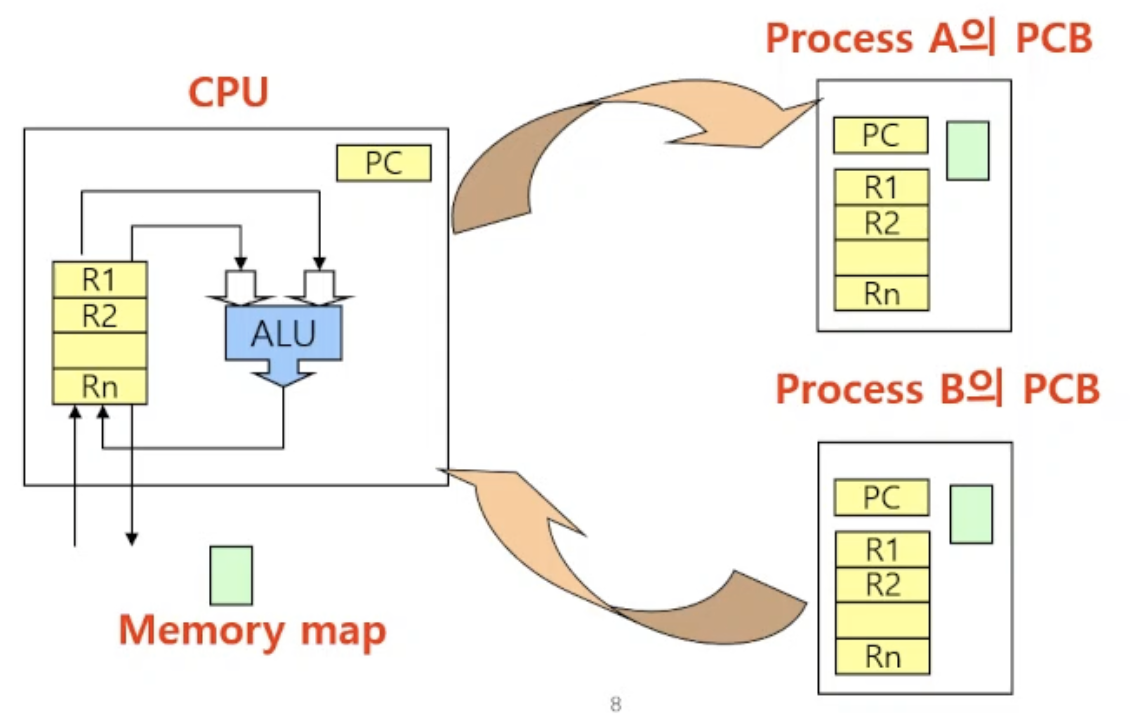 Process A의 PCB
CPU
PC
R1
R2
Rn
ALU
Memory map
PC
R1
R2
Rn
Process B의 PCB
PC
R1
R2
Rn
8